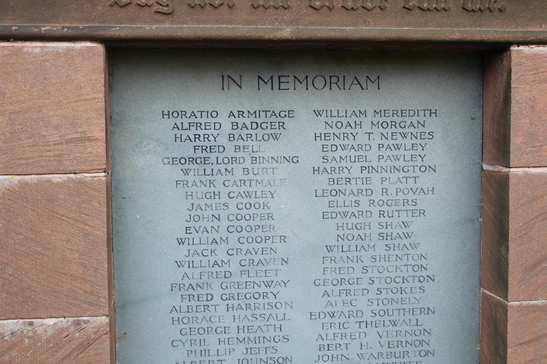 IN MEMORIAM
HORATIO ARMITAGE
ALFRED BADGER
HARRY BARLOW
FRED BELL
GEORGE, LORD BINNING
WILLIAM BURT
FRANK CARTMALE
HUGH CAWLEY
JAMES COOK
JOHN COOPER
EVAN COOPER
WILLIAM COOPER
JACK CRAVEN
WILLIAM CRAVEN
ALFRED FLEET
FRANK GREENWAY
FRED GREGORY
ALBERT HARRISON
HORACE HASSALL
GEORGE HEATH
CYRIL HEMMINGS
PHILLIP JEFFS
ALBERT JOHNSON
WILLIAM MEREDITH
NOAH MORGAN
HENRY T. NEWNES
EDWARD PAWLEY
SAMUEL PAWLEY
HARRY PINNINGTON
BERTIE PLATT
LEONARD R. POVAH
ELLIS ROGERS
EDWARD RUTTER
HUGH SHAW
NOAH SHAW
WILLIAM SHAW
FRANK SHENTON
FRED STOCKTON
GEORGE STOCKTON
ALFRED STOKES
ALEC STONELY
EDWARD SOUTHERN
ERIC THELWALL
ALFRED VERNON
BERT H. VERNON
JOHN WARBURTON